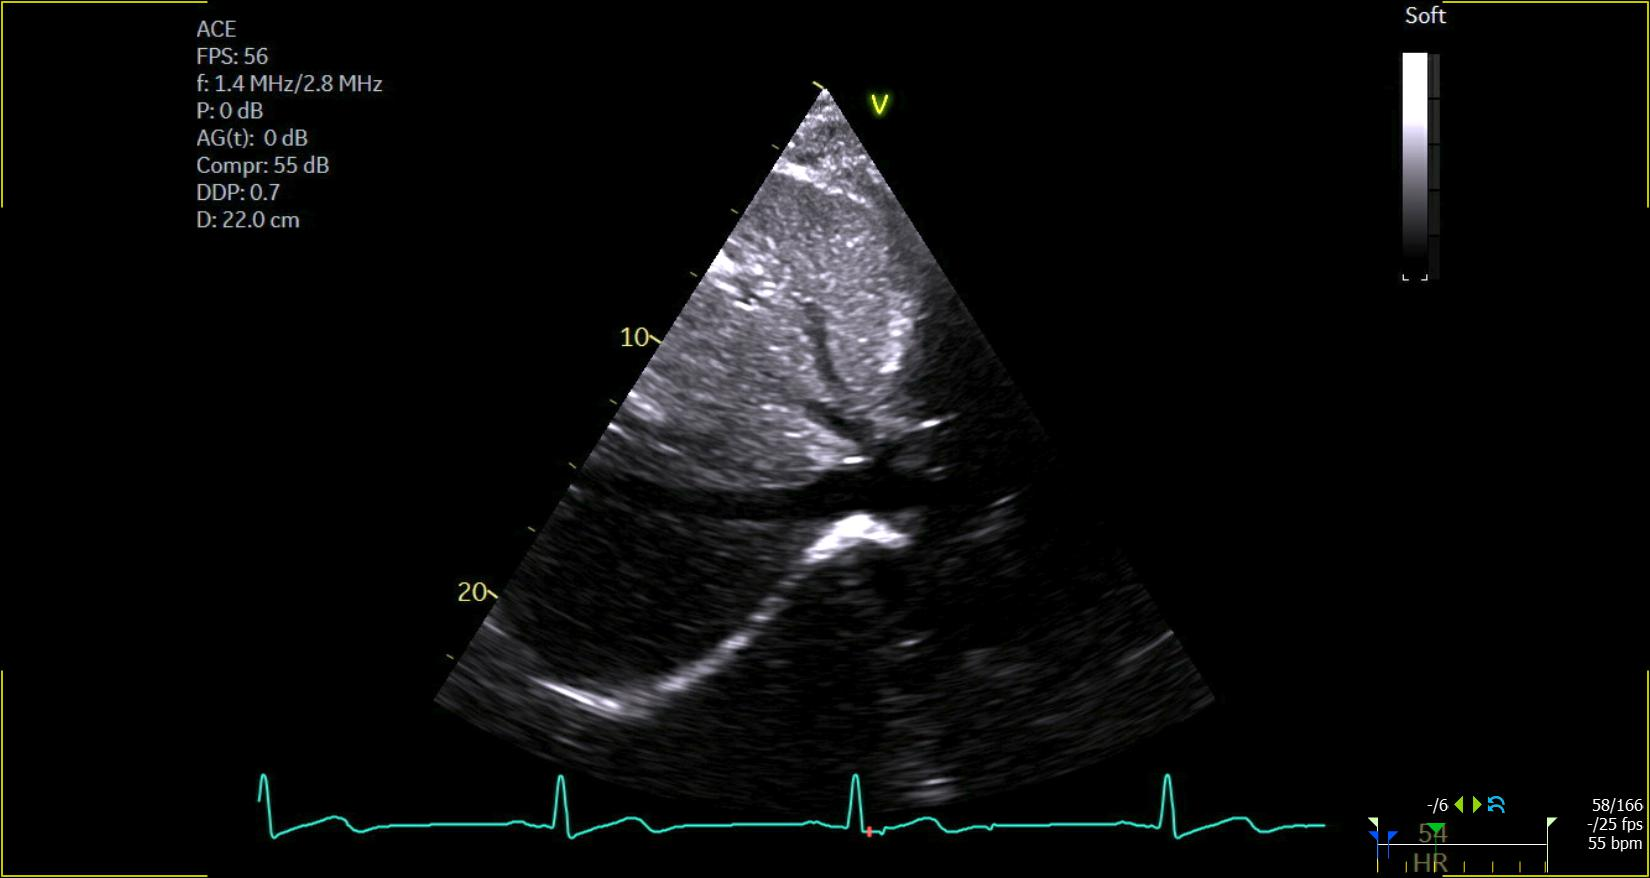 ACE
FPS: 56
f: 1.4 MHz/2.8 MHz
P: 0 dB
AG(t): 0 dB
Compr: 55 dB
DDP: 0.7
D: 22.0 cm
Soft
V
10
20
-/6
58/166
-/25 fps
55 bpm
54
HR